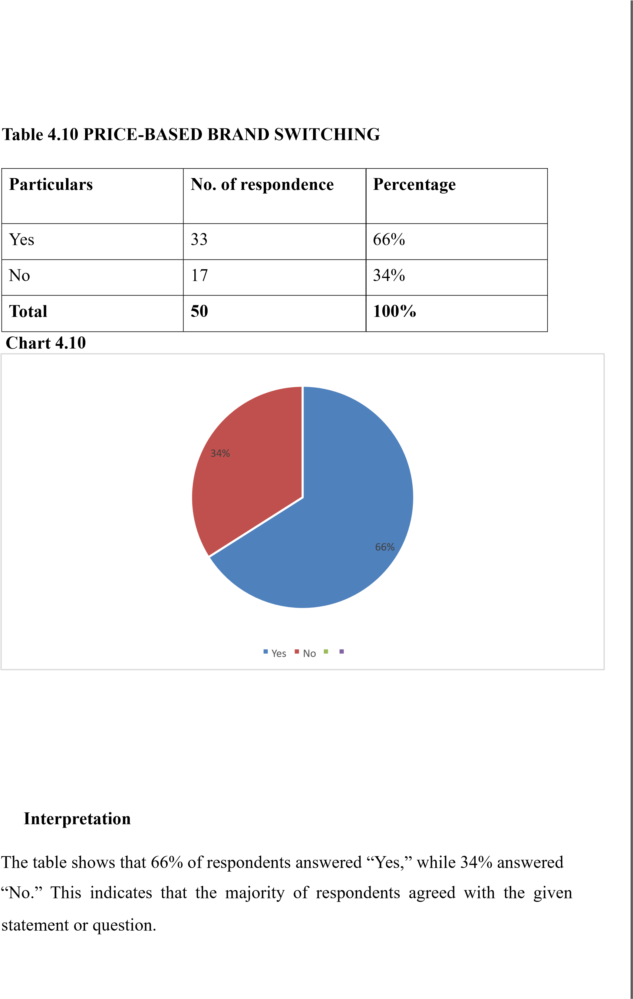 Table 4.10 PRICE-BASED BRAND SWITCHING
Particulars No. of respondence Percentage
Yes 33 66%
No 17 34%
Total 50 100%
Chart 4.10
34%
66%
Yes No
Interpretation
The table shows that 66% of respondents answered “Yes,” while 34% answered
“No.” This indicates that the majority of respondents agreed with the given
statement or question.